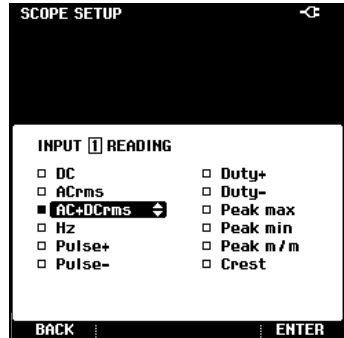 SCOPE SETUP
INPUT 1 READING
DC
ACrms
AC+DCrms
Hz
Pulse+
Pulse-
Duty+
Duty-
Peak max
Peak min
Peak m/m
Crest
BACK
ENTER